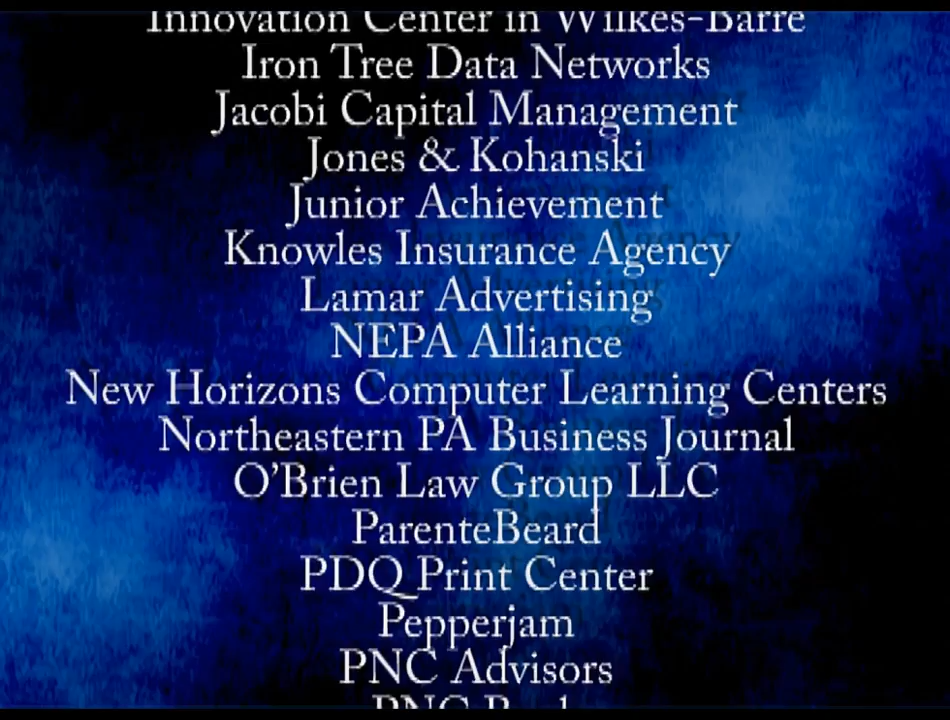 Innovation Center in Wilkes-Barre
Iron Tree Data Networks
Jacobi Capital Management
Jones & Kohanski
Junior Achievement
Knowles Insurance Agency
Lamar Advertising
NEPA Alliance
New Horizons Computer Learning Centers
Northeastern PA Business Journal
O'Brien Law Group LLC
ParenteBeard
PDQ Print Center
Pepperjam
PNC Advisors
PNC Bank